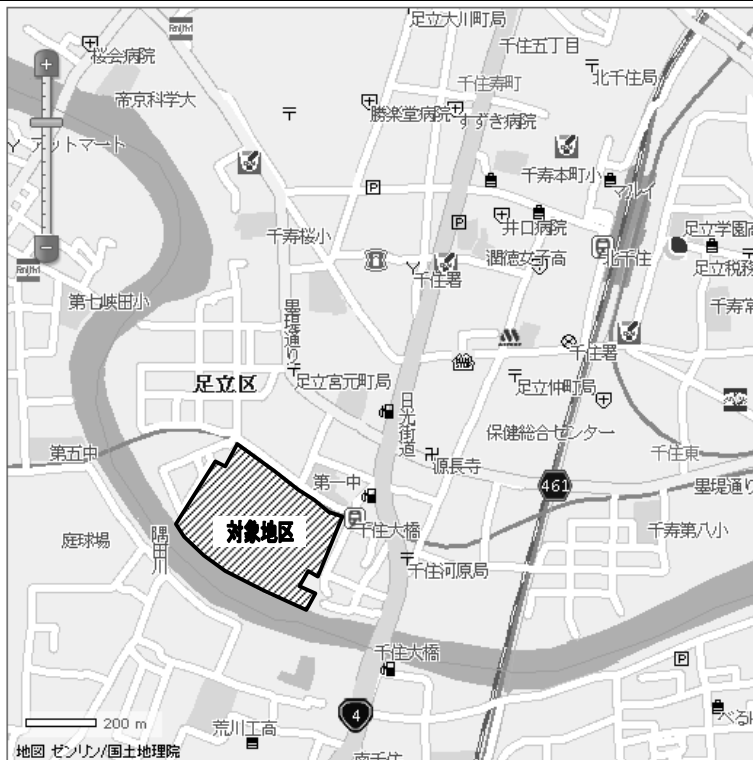 足立大川町局
千住五丁目
桜会病院
千住寿町
北千住局
帝京科学大
勝楽堂病院
すずき病院
アットマート
千寿本町小
マルイ
井口病院
千寿桜小
潤徳女子高
北千住
足立学園高
千住署
足立税務
第七峡田小
千寿常
墨堤通り
千住署
足立宮元町局
足立区
足立仲町局
日光街道
保健総合センター
第五中
源長寺
千住東
第一中
461
墨堤通り
対象地区
千住大橋
庭球場
隅田川
千寿第八小
千住河原局
千住大橋
200 m
4
荒川工高
べる
南千住
地図 ゼンリン/国土地理院